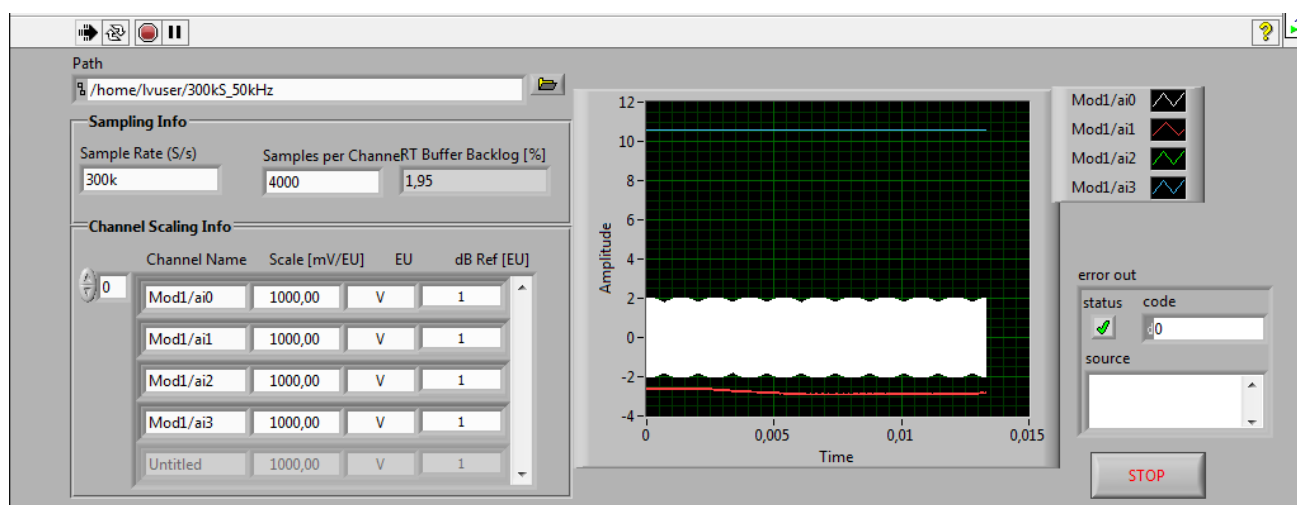 Path
/home/lvuser/300kS_50kHz
Sampling Info
Sample Rate (S/s) Samples per Channe RT Buffer Backlog [%]
300k 4000 1,95
Channel Scaling Info
Channel Name Scale [mV/EU] EU dB Ref [EU]
0
Mod1/ai0 1000,00 V 1
Mod1/ai1 1000,00 V 1
Mod1/ai2 1000,00 V 1
Mod1/ai3 1000,00 V 1
Untitled 1000,00 V 1
Amplitude
12
10
8
6
4
2
0
-2
-4
0 0,005 0,01 0,015
Time
Mod1/ai0
Mod1/ai1
Mod1/ai2
Mod1/ai3
error out
status code
d 0
source
STOP